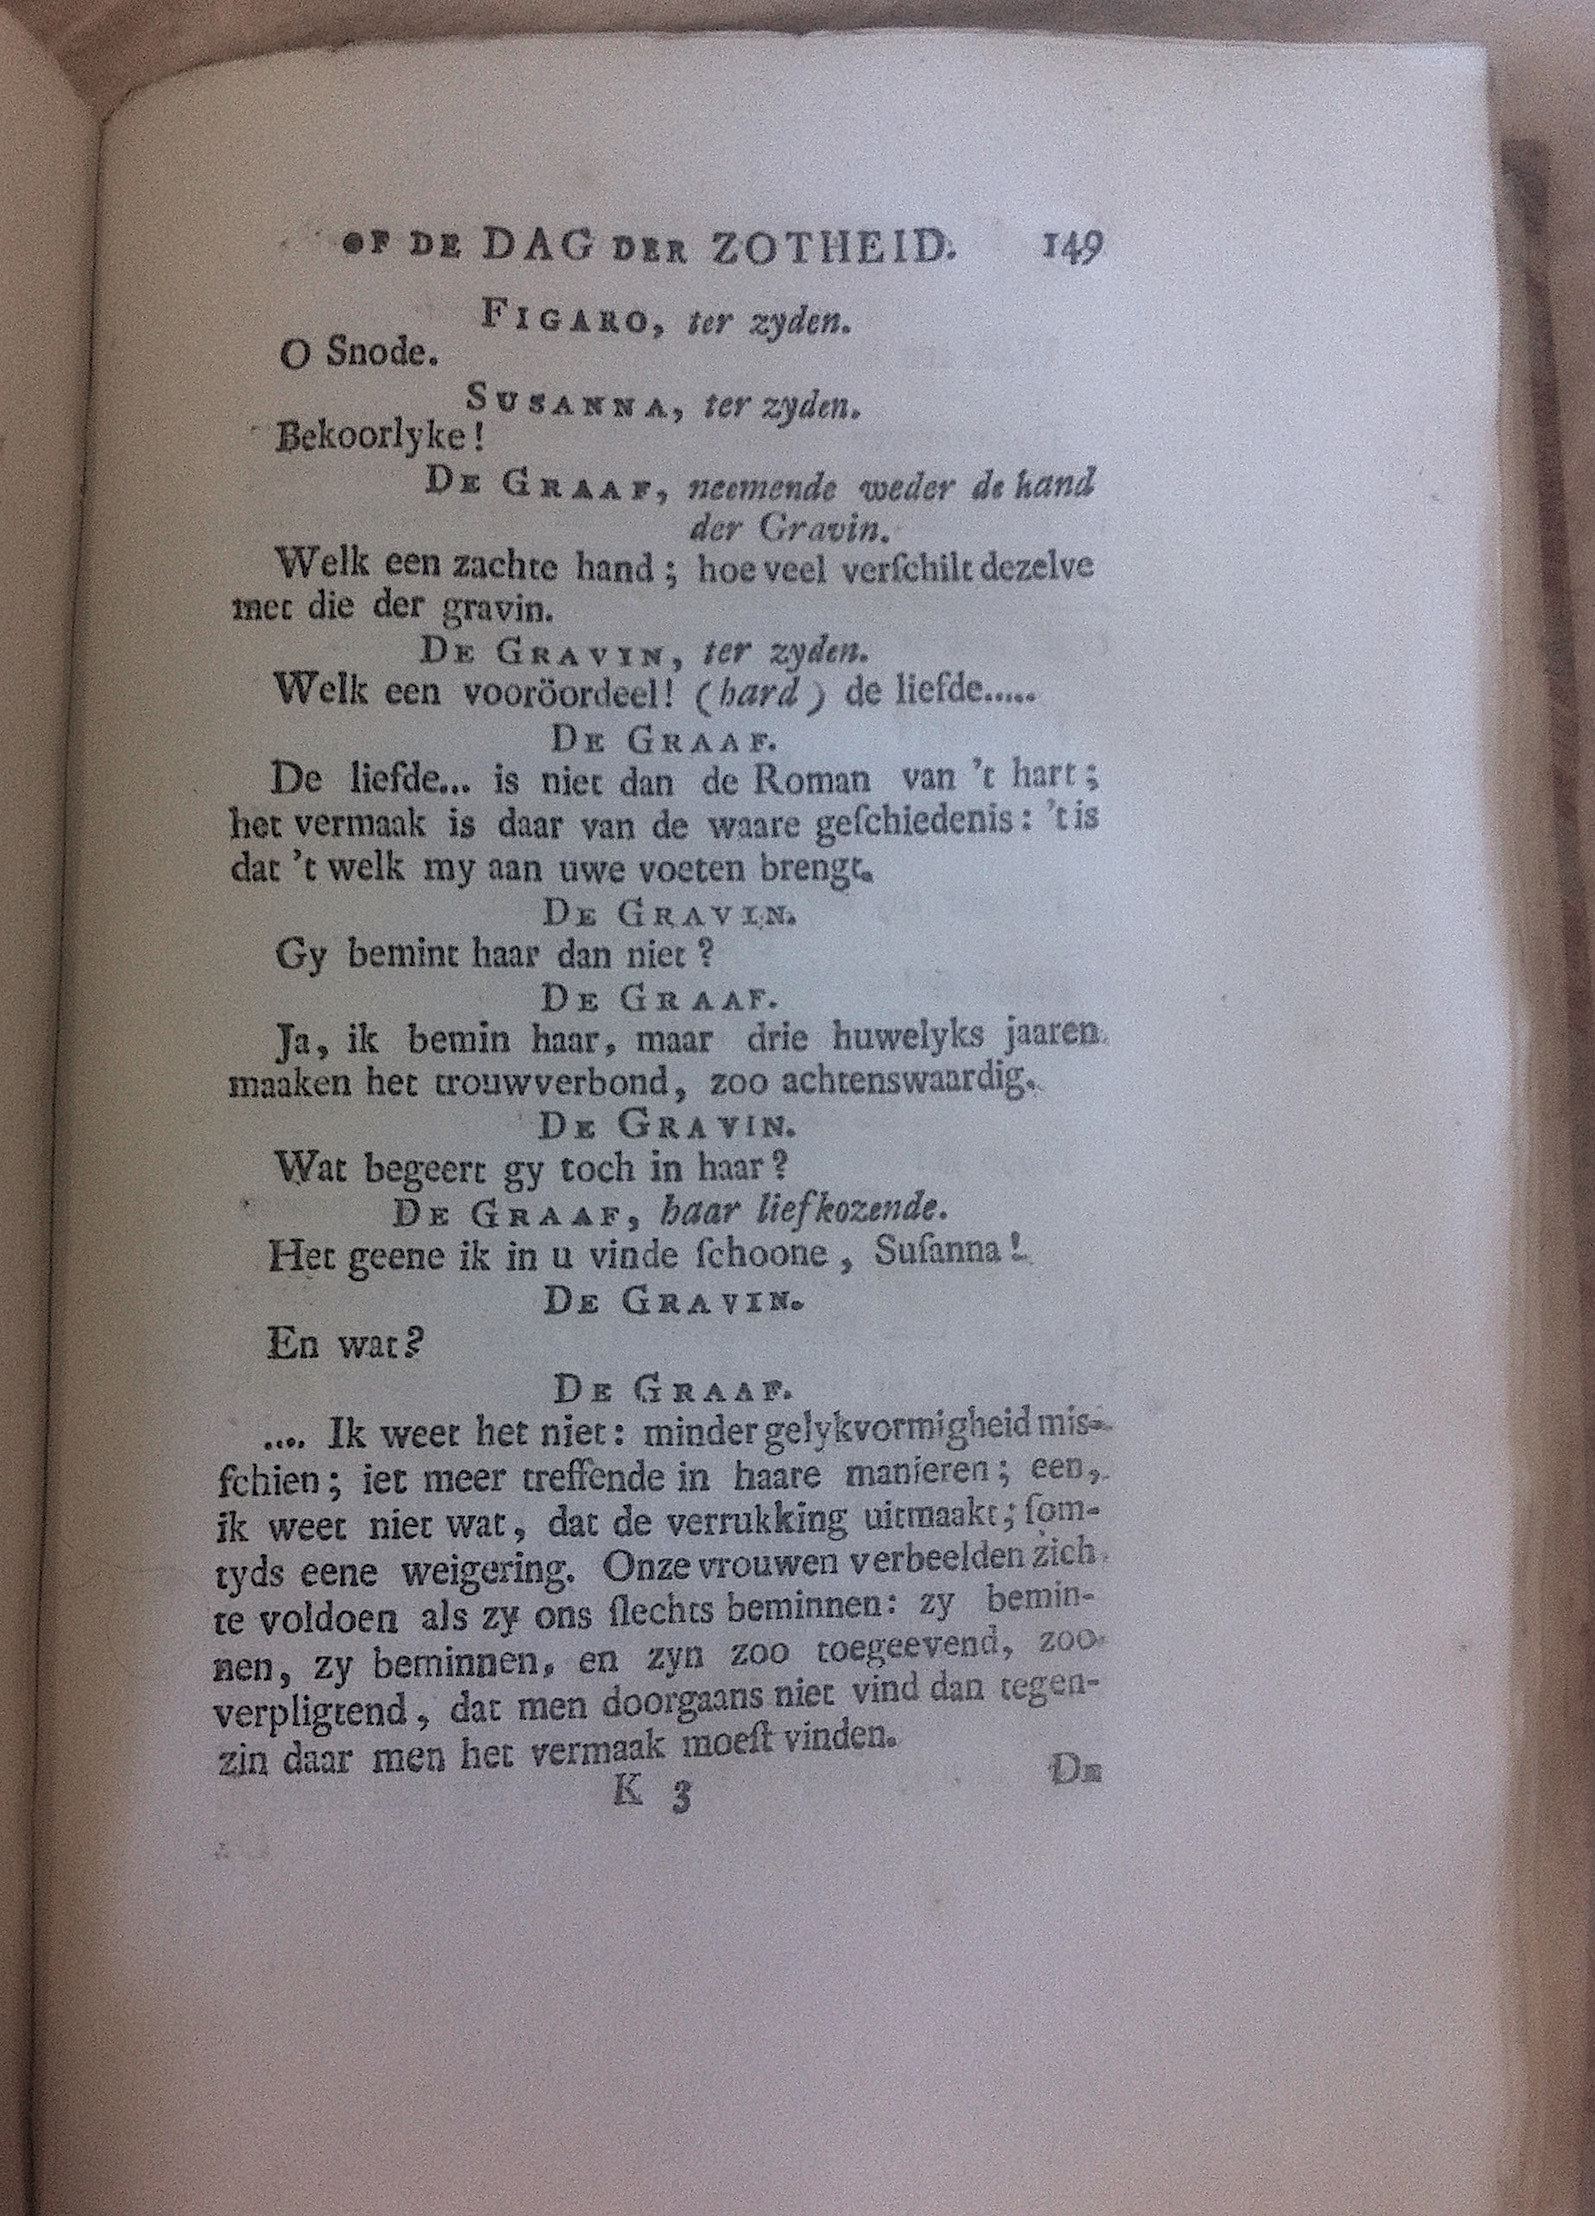 OF DE DAG DER ZOTHEID. 149
FIGARO, ter zyden.
O Snode.
SUSANNA, ter zyden.
Bekoorlyke!
DE GRAAF, neemende weder de hand
der Gravin.
Welk een zachte hand; hoe veel verſchilt dezelve
met die der gravin.
DE GRAVIN, ter zyden.
Welk een vooröordeel! (hard) de liefde.....
DE GRAAF.
De liefde... is niet dan de Roman van 't hart;
het vermaak is daar van de waare geſchiedenis: 't is
dat 't welk my aan uwe voeten brengt.
DE GRAVIN.
Gy bemint haar dan niet?
DE GRAAF.
Ja, ik bemin haar, maar drie huwelyks jaaren
maaken het trouwverbond, zoo achtenswaardig.
DE GRAVIN.
Wat begeert gy toch in haar?
DE GRAAF, haar liefkozende.
Het geene ik in u vinde ſchoone, Suſanna!
DE GRAVIN.
En wat?
DE GRAAF.
.... Ik weet het niet: minder gelykvormigheid mis-
ſchien; iet meer treffende in haare manieren; een,
ik weet niet wat, dat de verrukking uitmaakt; ſom-
tyds eene weigering. Onze vrouwen verbeelden zich
te voldoen als zy ons ſlechts beminnen: zy bemin-
nen, zy beminnen, en zyn zoo toegeevend, zoo
verpligtend, dat men doorgaans niet vind dan tegen-
zin daar men het vermaak moeſt vinden.
K 3 DE